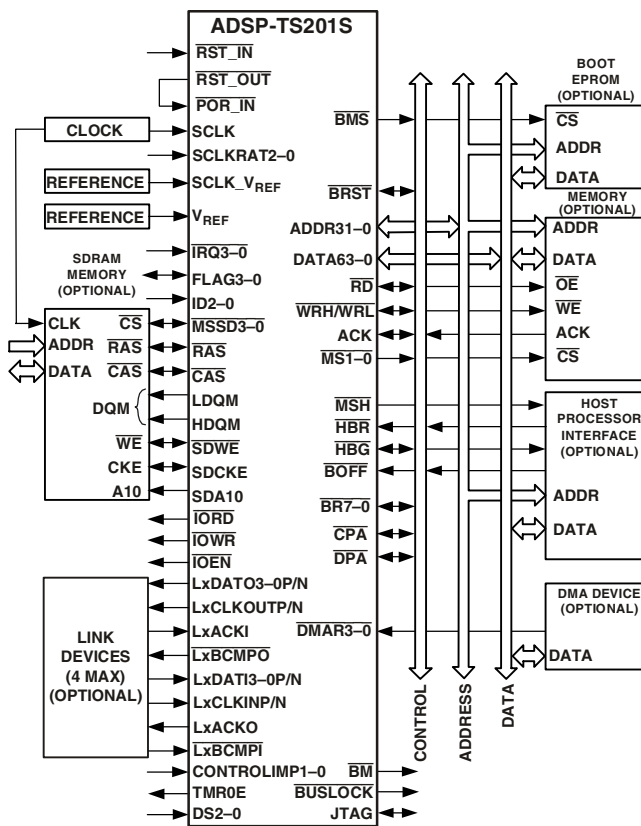 ADSP-TS201S
RST_IN
RST_OUT
POR_IN
CLOCK
SCLK
SCLKRAT2–0
REFERENCE
SCLK_VREF
REFERENCE
VREF
IRQ3–0
SDRAM
MEMORY
(OPTIONAL)
FLAG3–0
ID2–0
CLK
CS
MSSD3–0
ADDR
RAS
RAS
DATA
CAS
CAS
DQM
LDQM
HDQM
WE
SDWE
CKE
SDCKE
A10
SDA10
IORD
IOWR
IOEN
LINK
DEVICES
(4 MAX)
(OPTIONAL)
LxDATO3–0P/N
LxCLKOUTP/N
LxACKI
LxBCMPO
LxDATI3–0P/N
LxCLKINP/N
LxACKO
LxBCMPI
CONTROLIMP1–0
TMR0E
DS2–0
BMS
BRST
ADDR31–0
DATA63–0
RD
WRH/WRL
ACK
MS1–0
MSH
HBR
HBG
BOFF
BR7–0
CPA
DPA
DMAR3–0
BM
BUSLOCK
JTAG
CONTROL
ADDRESS
DATA
BOOT
EPROM
(OPTIONAL)
CS
ADDR
DATA
MEMORY
(OPTIONAL)
ADDR
DATA
OE
WE
ACK
CS
HOST
PROCESSOR
INTERFACE
(OPTIONAL)
ADDR
DATA
DMA DEVICE
(OPTIONAL)
DATA